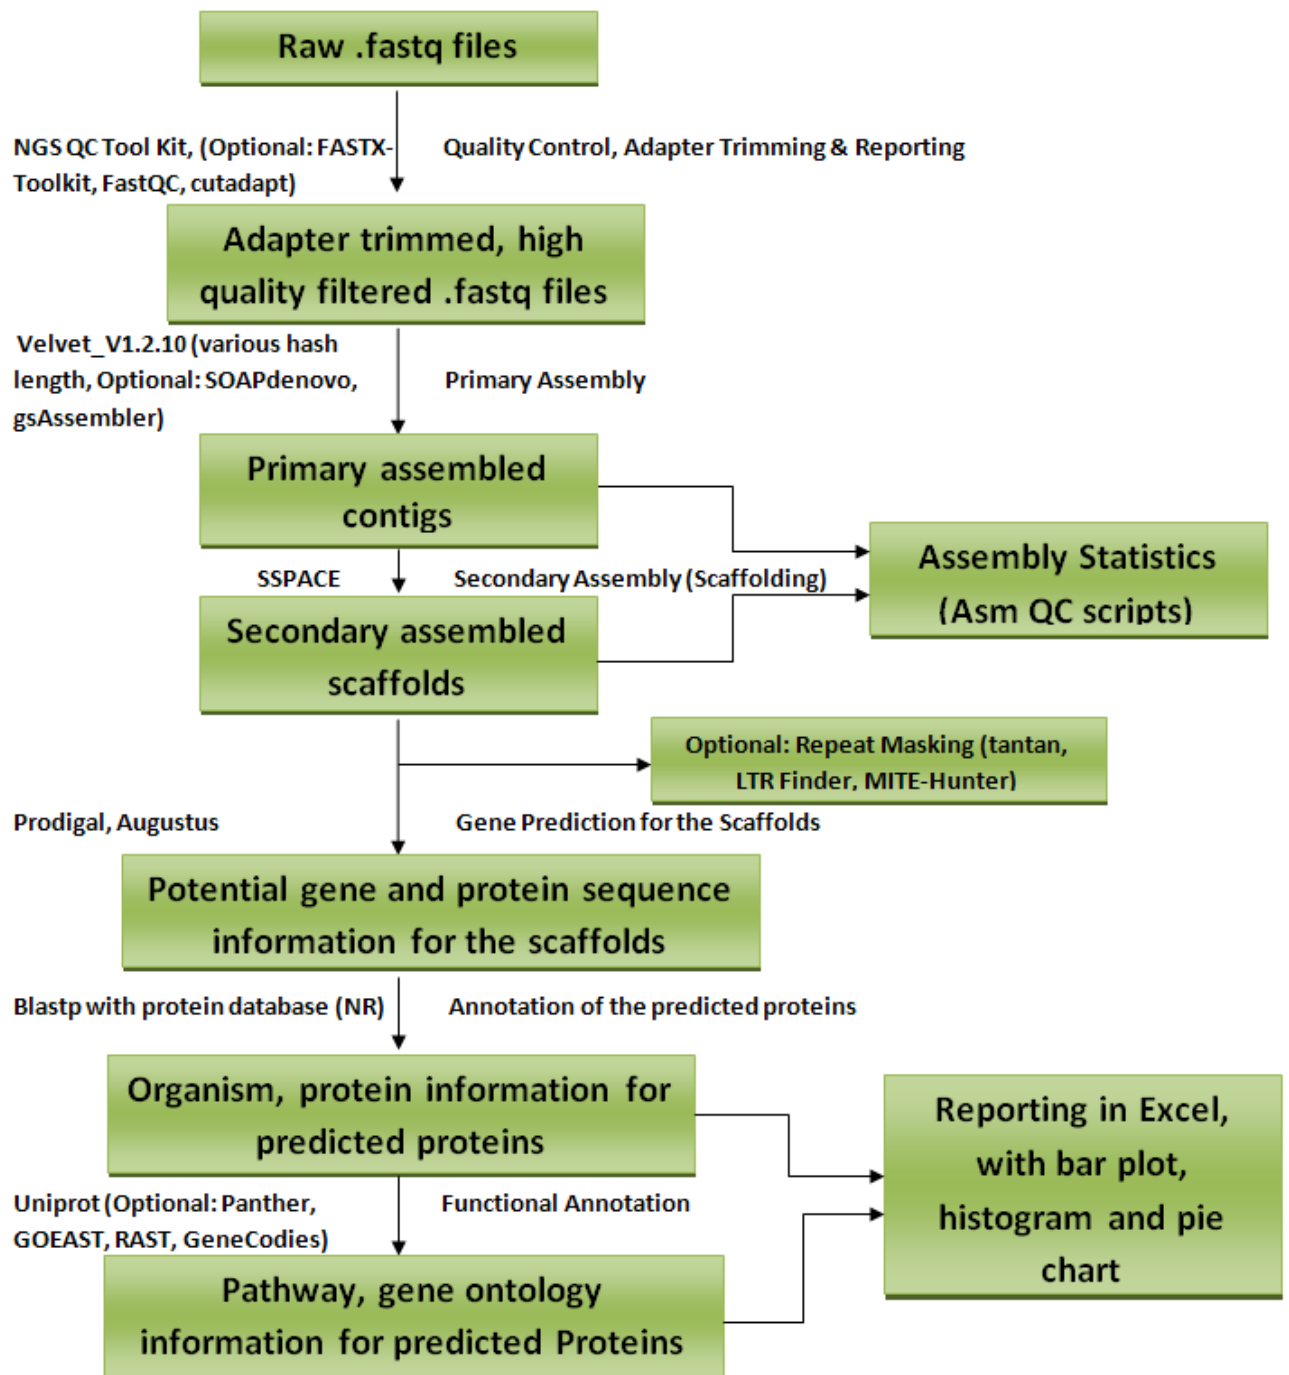 Raw .fastq files
NGS QC Tool Kit, (Optional: FASTX-
Toolkit, FastQC, cutadapt)
Quality Control, Adapter Trimming & Reporting
Adapter trimmed, high
quality filtered .fastq files
Velvet_V1.2.10 (various hash
length, Optional: SOAPdenovo,
gsAssembler)
Primary Assembly
Primary assembled
contigs
SSPACE
Secondary Assembly (Scaffolding)
Assembly Statistics
(Asm QC scripts)
Secondary assembled
scaffolds
Optional: Repeat Masking (tantan,
LTR Finder, MITE-Hunter)
Prodigal, Augustus
Gene Prediction for the Scaffolds
Potential gene and protein sequence
information for the scaffolds
Blastp with protein database (NR)
Annotation of the predicted proteins
Organism, protein information for
predicted proteins
Reporting in Excel,
with bar plot,
histogram and pie
chart
Uniprot (Optional: Panther,
GOEAST, RAST, GeneCodies)
Functional Annotation
Pathway, gene ontology
information for predicted Proteins